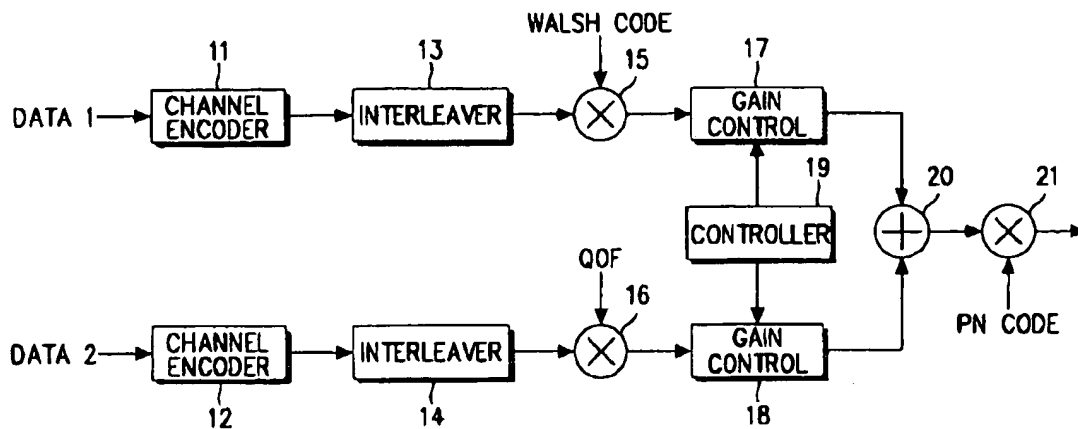 WALSH CODE
11
13
15
17
DATA 1
CHANNEL
ENCODER
INTERLEAVER
GAIN
CONTROL
19
20
21
CONTROLLER
QOF
16
PN CODE
DATA 2
CHANNEL
ENCODER
INTERLEAVER
GAIN
CONTROL
12
14
18